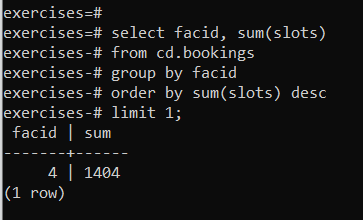 exercises=#
exercises=# select facid, sum(slots)
exercises-# from cd.bookings
exercises-# group by facid
exercises-# order by sum(slots) desc
exercises-# limit 1;
 facid | sum
-------+------
     4 | 1404
(1 row)